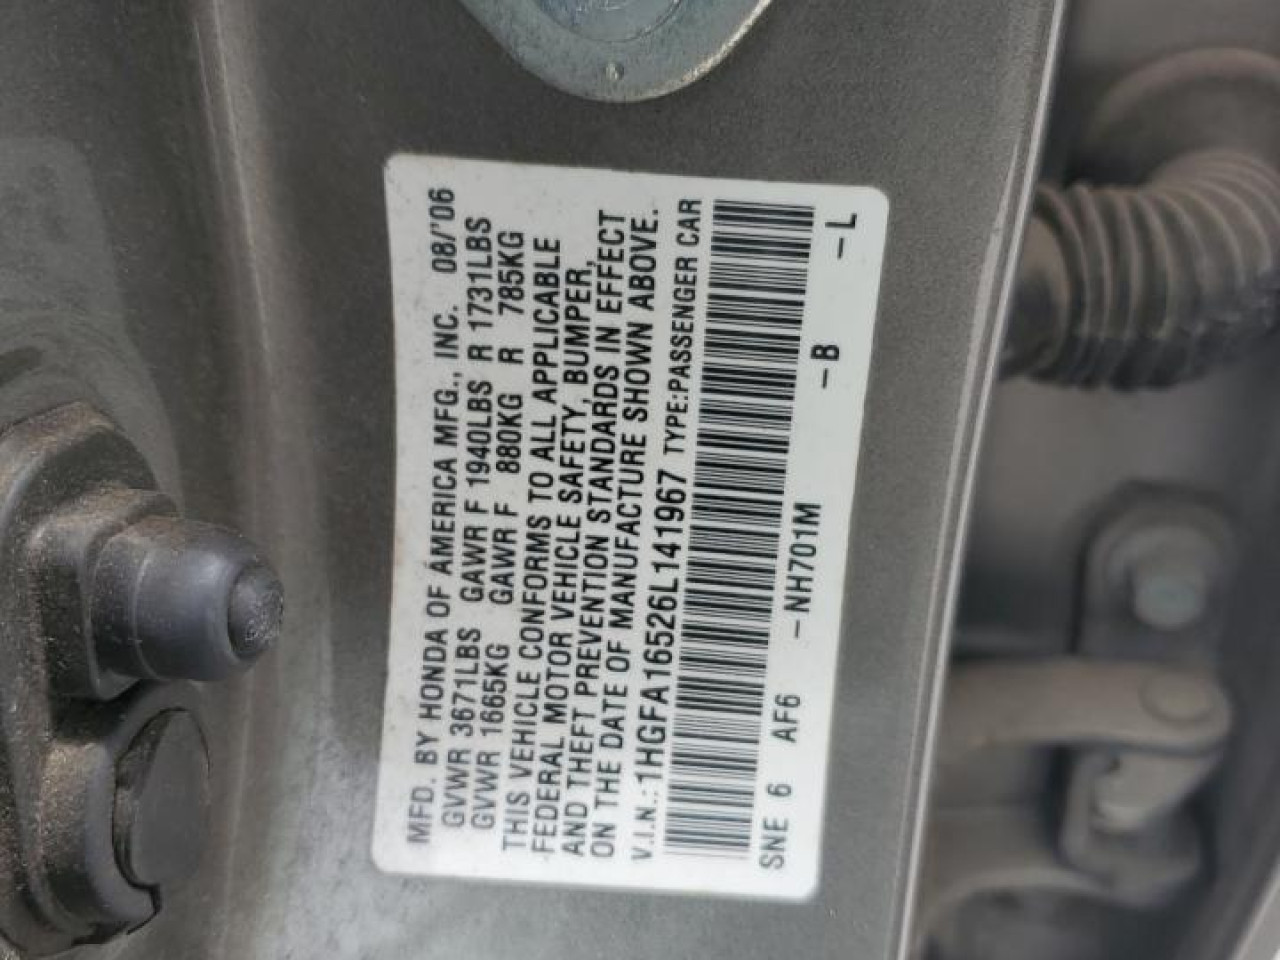 MFD. BY HONDA OF AMERICA MFG., INC. 08/'06
GVWR 3671LBS GAWR F 1940LBS R 1731LBS
GVWR 1665KG GAWR F 880KG R 785KG
THIS VEHICLE CONFORMS TO ALL APPLICABLE
FEDERAL MOTOR VEHICLE SAFETY, BUMPER,
AND THEFT PREVENTION STANDARDS IN EFFECT
ON THE DATE OF MANUFACTURE SHOWN ABOVE.
V.I.N.:1HGFA16526L141967 TYPE:PASSENGER CAR
SNE 6 AF6 -NH701M -B -L